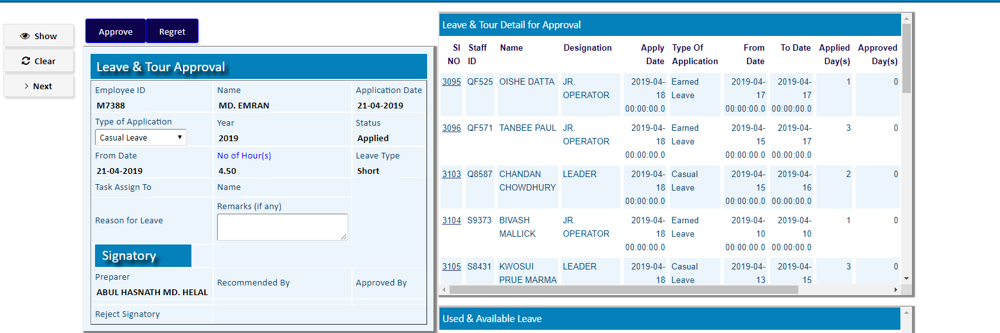 Show
Clear
Next
Approve Regret
Leave & Tour Approval
Employee ID Name Application Date
M7388 MD. EMRAN 21-04-2019
Type of Application Year Status
Casual Leave 2019 Applied
From Date No of Hour(s) Leave Type
21-04-2019 4.50 Short
Task Assign To Name
Remarks (if any)
Reason for Leave
Signatory
Preparer Recommended By Approved By
ABUL HASNATH MD. HELAL
Reject Signatory
Leave & Tour Detail for Approval
Sl Staff Name Designation Apply Type Of From To Date Applied Approved
NO ID Date Application Date Day(s) Day(s)
3095 QF525 OISHE DATTA JR. 2019-04- Earned 2019-04- 2019-04- 1 0
OPERATOR 18 Leave 17 17
00:00:00.0 00:00:00.0 00:00:00.0
3096 QF571 TANBEE PAUL JR. 2019-04- Earned 2019-04- 2019-04- 3 0
OPERATOR 18 Leave 15 17
00:00:00.0 00:00:00.0 00:00:00.0
3103 Q8587 CHANDAN LEADER 2019-04- Casual 2019-04- 2019-04- 2 0
CHOWDHURY 18 Leave 15 16
00:00:00.0 00:00:00.0 00:00:00.0
3104 S9373 BIVASH JR. 2019-04- Earned 2019-04- 2019-04- 1 0
MALLICK OPERATOR 18 Leave 10 10
00:00:00.0 00:00:00.0 00:00:00.0
3105 S8431 KWOSUI LEADER 2019-04- Casual 2019-04- 2019-04- 3 0
PRUE MARMA 18 Leave 13 15
Used & Available Leave